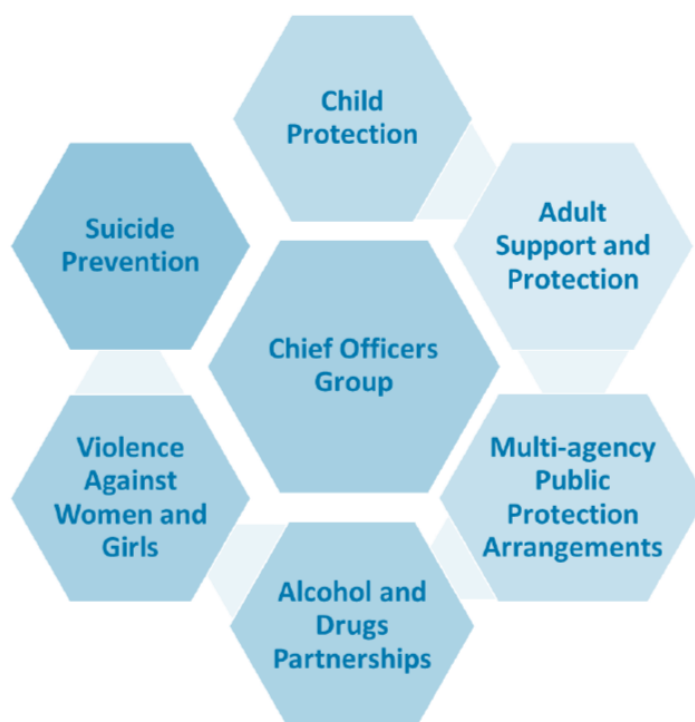 Child
Protection
Adult
Support and
Protection
Suicide
Prevention
Chief Officers
Group
Multi-agency
Public
Protection
Arrangements
Violence
Against
Women and
Girls
Alcohol and
Drugs
Partnerships